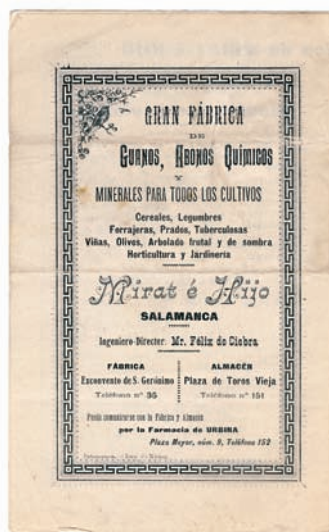 GRAN FÁBRICA
DE
GUANOS, ABONOS QUÍMICOS
Y
MINERALES PARA TODOS LOS CULTIVOS
Cereales, Legumbres
Forrajeras, Prados, Tuberculosas
Viñas, Olivos, Arbolado frutal y de sombra
Horticultura y Jardinería
Mirat é Hijo
SALAMANCA
Ingeniero-Director: Mr. Félix de Ciebra
FÁBRICA
Exconvento de S. Gerónimo
Teléfono nº 35
ALMACÉN
Plaza de Toros Vieja
Teléfono nº 151
Puede comunicarse con la Fábrica y Almacén
por la Farmacia de URBINA
Plaza Mayor, núm. 9, Teléfono 152